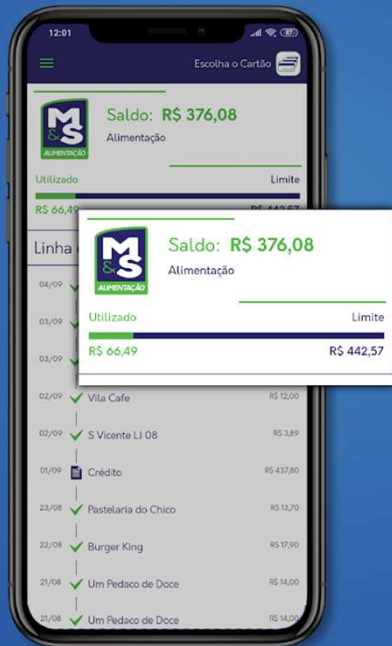 12:01
Escolha o Cartão
M&S
ALIMENTAÇÃO
Saldo: R$ 376,08
Alimentação
Utilizado Limite
R$ 66,49
Linha
M&S
ALIMENTAÇÃO
Saldo: R$ 376,08
Alimentação
Utilizado Limite
R$ 66,49 R$ 442,57
04/09
03/09
03/09
02/09 Vila Cafe R$ 12,00
02/09 S Vicente LJ 08 R$ 3,89
01/09 Crédito R$ 437,80
23/08 Pastelaria do Chico R$ 13,70
22/08 Burger King R$ 17,90
21/08 Um Pedaco de Doce R$ 14,00
21/08 Um Pedaco de Doce R$ 14,00